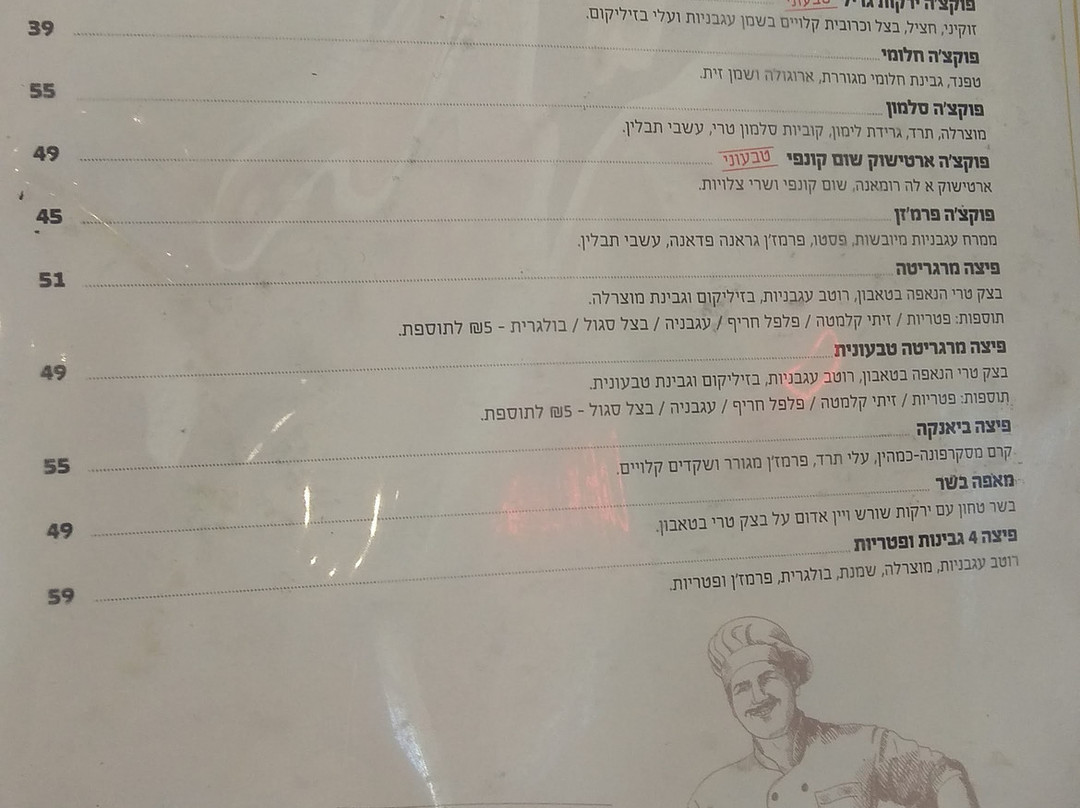 פוקצ'ה ירקות גריל טבעוני
זוקיני, חציל, בצל וכרובית קלויים בשמן עגבניות ועלי בזיליקום.
פוקצ'ה חלומי 39
טפנד, גבינת חלומי מגוררת, ארוגולה ושמן זית.
פוקצ'ה סלמון 55
מוצרלה, תרד, גרידת לימון, קוביות סלמון טרי, עשבי תבלין.
פוקצ'ה ארטישוק שום קונפי טבעוני 49
ארטישוק א לה רומאנה, שום קונפי ושרי צלויות.
פוקצ'ה פרמז'ן 45
ממרח עגבניות מיובשות, פסטו, פרמז'ן גראנה פדאנה, עשבי תבלין.
פיצה מרגריטה 51
בצק טרי הנאפה בטאבון, רוטב עגבניות, בזיליקום וגבינת מוצרלה.
תוספות: פטריות / זיתי קלמטה / פלפל חריף / עגבניה / בצל סגול / בולגרית - 5₪ לתוספת.
פיצה מרגריטה טבעונית 49
בצק טרי הנאפה בטאבון, רוטב עגבניות, בזיליקום וגבינת טבעונית.
תוספות: פטריות / זיתי קלמטה / פלפל חריף / עגבניה / בצל סגול - 5₪ לתוספת.
פיצה ביאנקה 55
קרם מסקרפונה-כמהין, עלי תרד, פרמז'ן מגורר ושקדים קלויים.
מאפה בשר 49
בשר טחון עם ירקות שורש ויין אדום על בצק טרי בטאבון.
פיצה 4 גבינות ופטריות 59
רוטב עגבניות, מוצרלה, שמנת, בולגרית, פרמז'ן ופטריות.